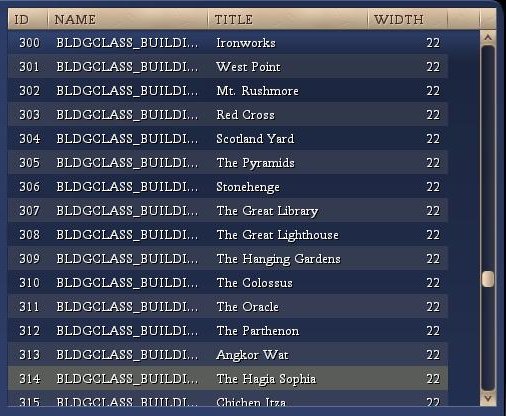 ID NAME TITLE WIDTH
300 BLDGCLASS_BUILDI... Ironworks 22
301 BLDGCLASS_BUILDI... West Point 22
302 BLDGCLASS_BUILDI... Mt. Rushmore 22
303 BLDGCLASS_BUILDI... Red Cross 22
304 BLDGCLASS_BUILDI... Scotland Yard 22
305 BLDGCLASS_BUILDI... The Pyramids 22
306 BLDGCLASS_BUILDI... Stonehenge 22
307 BLDGCLASS_BUILDI... The Great Library 22
308 BLDGCLASS_BUILDI... The Great Lighthouse 22
309 BLDGCLASS_BUILDI... The Hanging Gardens 22
310 BLDGCLASS_BUILDI... The Colossus 22
311 BLDGCLASS_BUILDI... The Oracle 22
312 BLDGCLASS_BUILDI... The Parthenon 22
313 BLDGCLASS_BUILDI... Angkor Wat 22
314 BLDGCLASS_BUILDI... The Hagia Sophia 22
315 BLDGCLASS_BUILDI... Chichen Itza 22